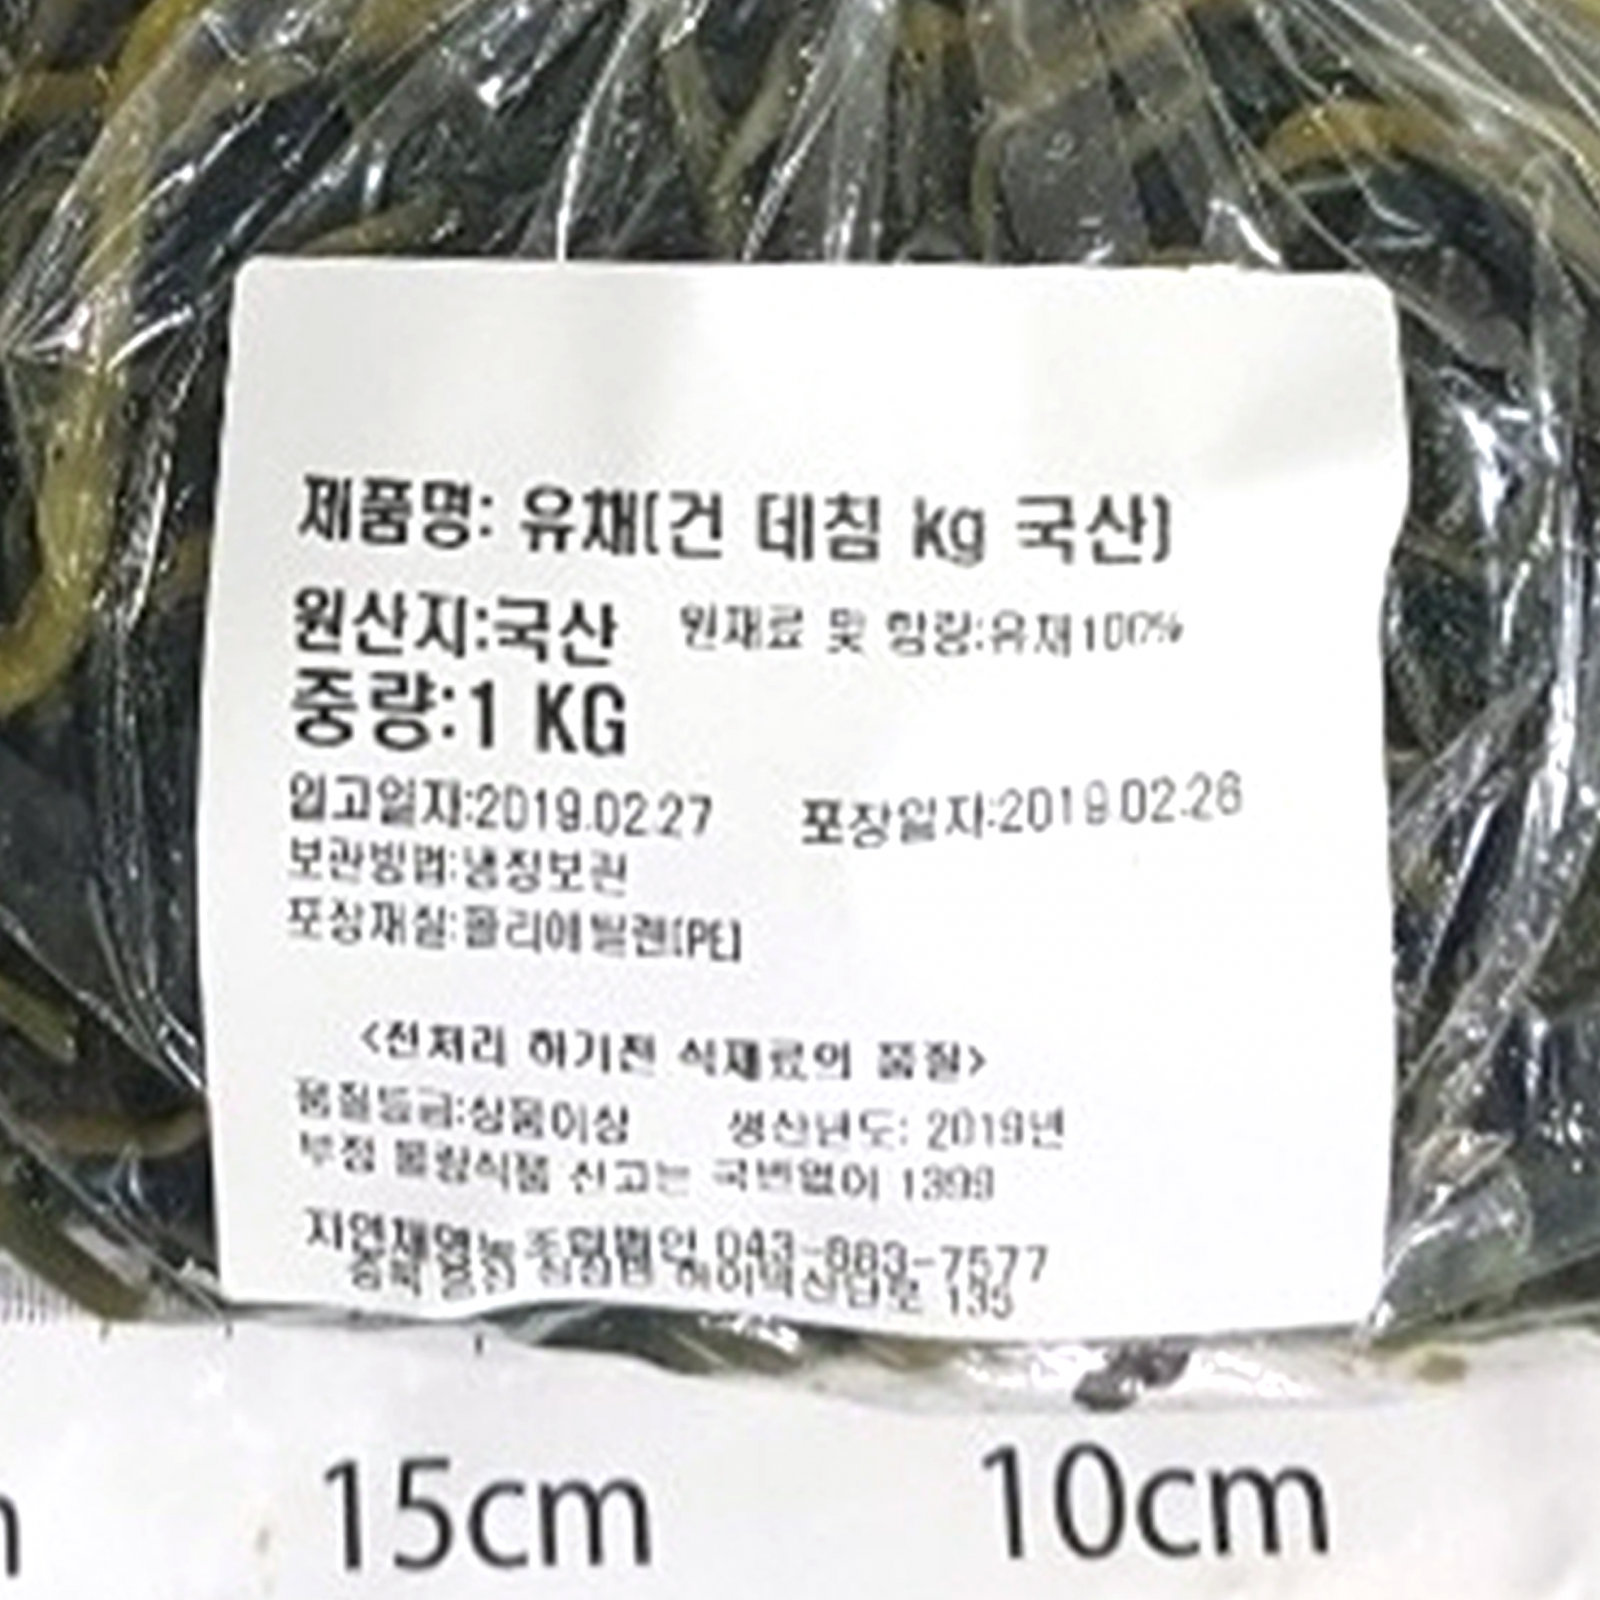 제품명: 유채(건 데침 kg 국산)
원산지:국산 원재료 및 함량:유채100%
중량:1 KG
입고일자:2019.02.27 포장일자:2019.02.26
보관방법:냉장보관
포장재질:폴리에틸렌(PE)
<전처리 하기전 식재료의 품질>
품질등급:상품이상 생산년도: 2019년
부정 불량식품 신고는 국번없이 1399
043-883-7577
135
15cm
10cm